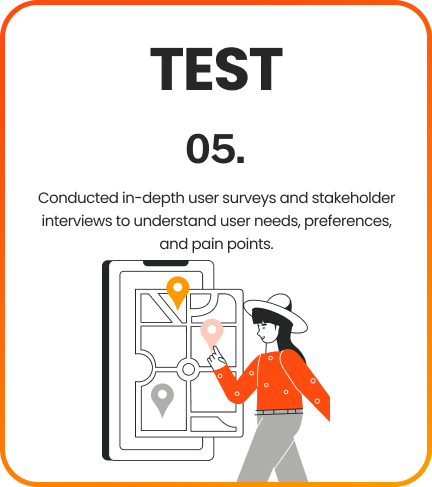 TEST
05.
Conducted in-depth user surveys and stakeholder
interviews to understand user needs, preferences,
and pain points.